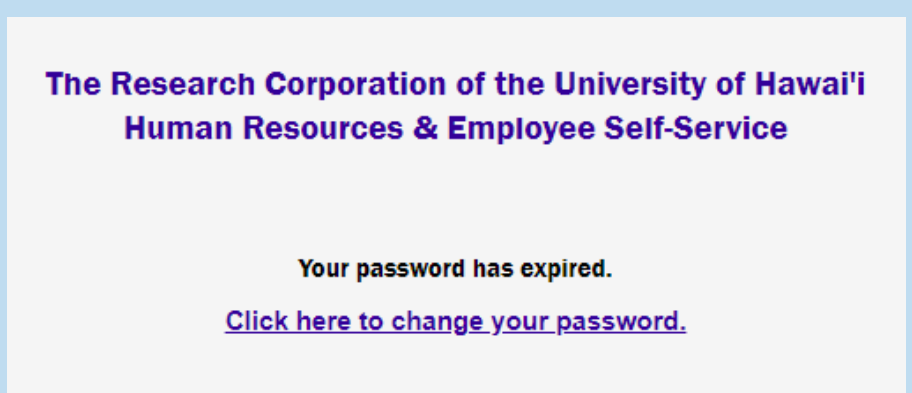 The Research Corporation of the University of Hawai'i
Human Resources & Employee Self-Service
Your password has expired.
Click here to change your password.